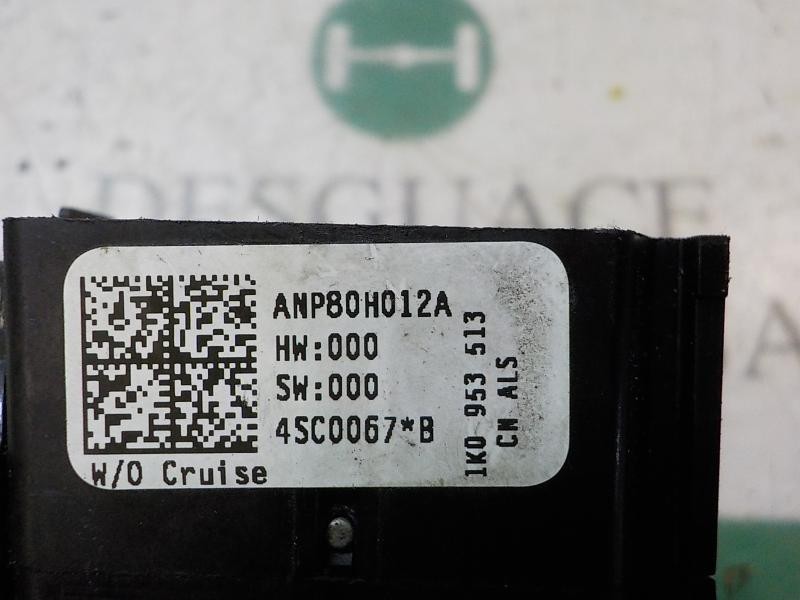 DESGUACE
ANP80H012A
HW:000
SW:000
4SC0067*B
W/O Cruise
1K0 953 513
CN ALS